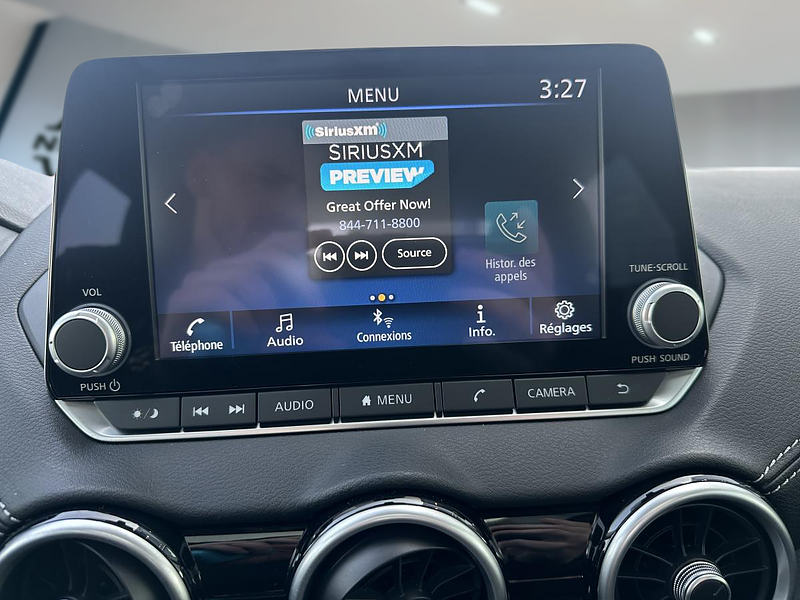 MENU
3:27
SiriusXM
SIRIUSXM
PREVIEW
Great Offer Now!
844-711-8800
Source
Histor. des
appels
Téléphone
Audio
Connexions
Info.
Réglages
VOL
PUSH
TUNE·SCROLL
PUSH SOUND
AUDIO
MENU
CAMERA